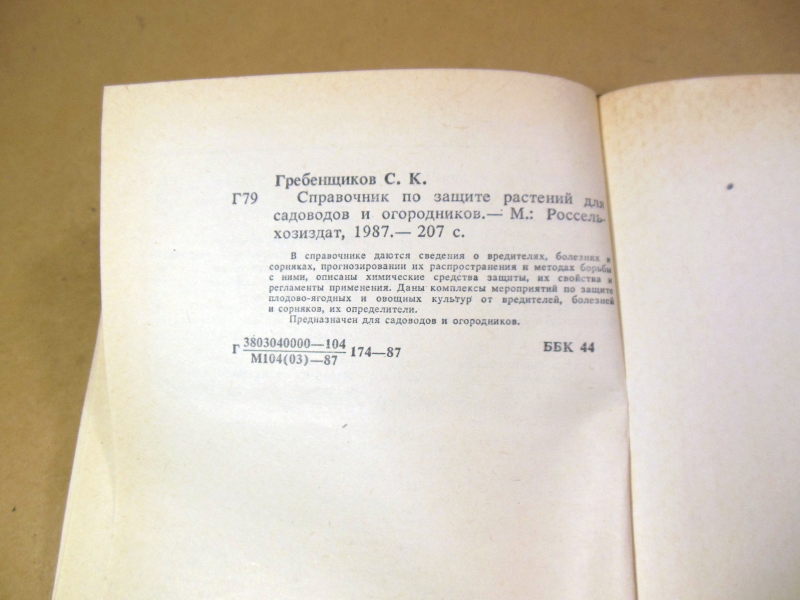 Гребенщиков С. К.
Г79 Справочник по защите растений для
садоводов и огородников.— М.: Россель-
хозиздат, 1987.— 207 с.
В справочнике даются сведения о вредителях, болезнях и
сорняках, прогнозировании их распространения и методах борьбы
с ними, описаны химические средства защиты, их свойства и
регламенты применения. Даны комплексы мероприятий по защите
плодово-ягодных и овощных культур от вредителей, болезней
и сорняков, их определители.
Предназначен для садоводов и огородников.
Г 3803040000—104 174—87 ББК 44
М104(03)—87